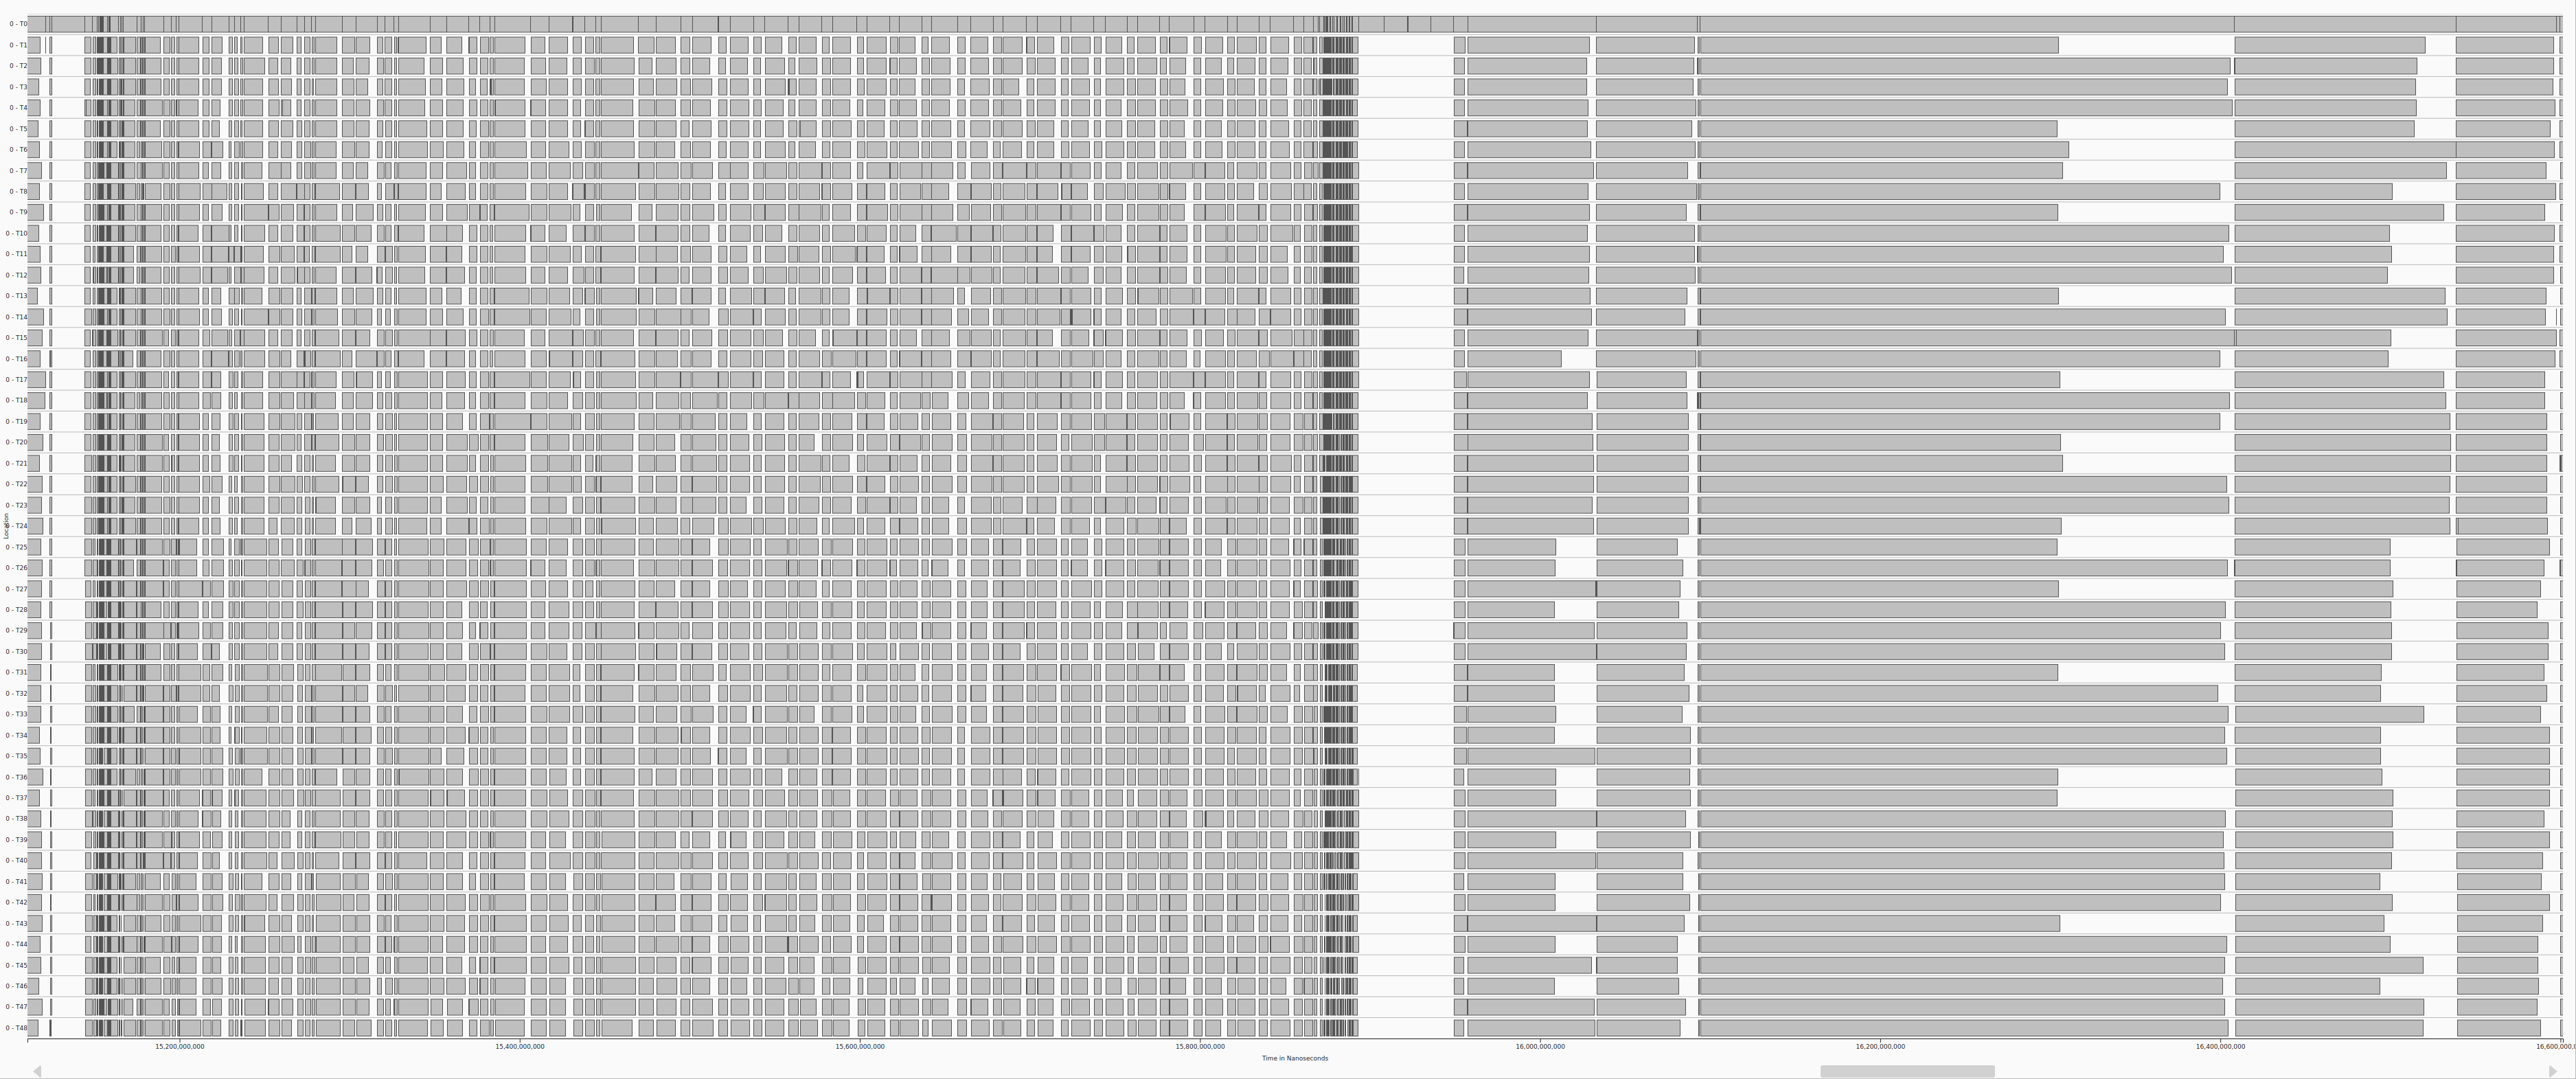 0 - T0
0 - T1
0 - T2
0 - T3
0 - T4
0 - T5
0 - T6
0 - T7
0 - T8
0 - T9
0 - T10
0 - T11
0 - T12
0 - T13
0 - T14
0 - T15
0 - T16
0 - T17
0 - T18
0 - T19
0 - T20
0 - T21
0 - T22
0 - T23
Location
0 - T24
0 - T25
0 - T26
0 - T27
0 - T28
0 - T29
0 - T30
0 - T31
0 - T32
0 - T33
0 - T34
0 - T35
0 - T36
0 - T37
0 - T38
0 - T39
0 - T40
0 - T41
0 - T42
0 - T43
0 - T44
0 - T45
0 - T46
0 - T47
0 - T48
15,200,000,000 15,400,000,000 15,600,000,000 15,800,000,000 16,000,000,000 16,200,000,000 16,400,000,000 16,600,000,0
Time in Nanoseconds